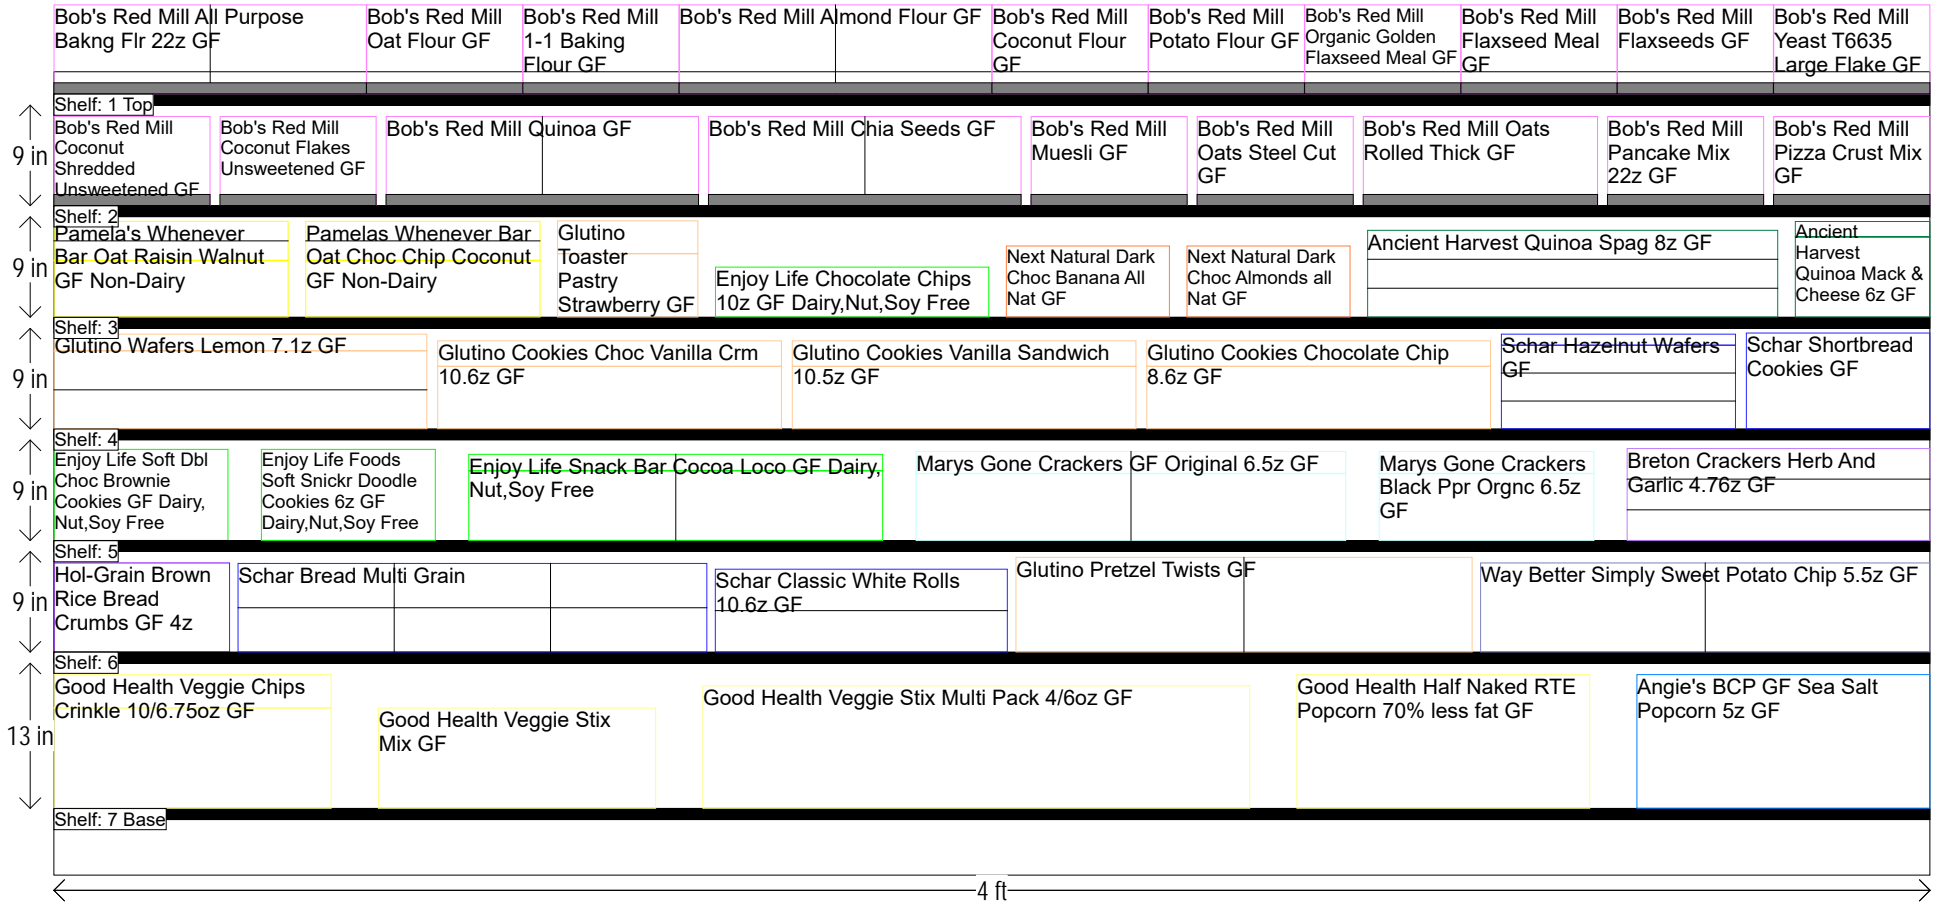 Bob's Red Mill All Purpose
Bakng Flr 22z GF
Bob's Red Mill
Oat Flour GF
Bob's Red Mill
1-1 Baking
Flour GF
Bob's Red Mill Almond Flour GF
Bob's Red Mill
Coconut Flour
GF
Bob's Red Mill
Potato Flour GF
Bob's Red Mill
Organic Golden
Flaxseed Meal GF
Bob's Red Mill
Flaxseed Meal
GF
Bob's Red Mill
Flaxseeds GF
Bob's Red Mill
Yeast T6635
Large Flake GF
Shelf: 1 Top
9 in
Bob's Red Mill
Coconut
Shredded
Unsweetened GF
Bob's Red Mill
Coconut Flakes
Unsweetened GF
Bob's Red Mill Quinoa GF
Bob's Red Mill Chia Seeds GF
Bob's Red Mill
Muesli GF
Bob's Red Mill
Oats Steel Cut
GF
Bob's Red Mill Oats
Rolled Thick GF
Bob's Red Mill
Pancake Mix
22z GF
Bob's Red Mill
Pizza Crust Mix
GF
Shelf: 2
9 in
Pamela's Whenever
Bar Oat Raisin Walnut
GF Non-Dairy
Pamelas Whenever Bar
Oat Choc Chip Coconut
GF Non-Dairy
Glutino
Toaster
Pastry
Strawberry GF
Enjoy Life Chocolate Chips
10z GF Dairy,Nut,Soy Free
Next Natural Dark
Choc Banana All
Nat GF
Next Natural Dark
Choc Almonds all
Nat GF
Ancient Harvest Quinoa Spag 8z GF
Ancient
Harvest
Quinoa Mack &
Cheese 6z GF
Shelf: 3
9 in
Glutino Wafers Lemon 7.1z GF
Glutino Cookies Choc Vanilla Crm
10.6z GF
Glutino Cookies Vanilla Sandwich
10.5z GF
Glutino Cookies Chocolate Chip
8.6z GF
Schar Hazelnut Wafers
GF
Schar Shortbread
Cookies GF
Shelf: 4
9 in
Enjoy Life Soft Dbl
Choc Brownie
Cookies GF Dairy,
Nut,Soy Free
Enjoy Life Foods
Soft Snickr Doodle
Cookies 6z GF
Dairy,Nut,Soy Free
Enjoy Life Snack Bar Cocoa Loco GF Dairy,
Nut,Soy Free
Marys Gone Crackers GF Original 6.5z GF
Marys Gone Crackers
Black Ppr Orgnc 6.5z
GF
Breton Crackers Herb And
Garlic 4.76z GF
Shelf: 5
9 in
Hol-Grain Brown
Rice Bread
Crumbs GF 4z
Schar Bread Multi Grain
Schar Classic White Rolls
10.6z GF
Glutino Pretzel Twists GF
Way Better Simply Sweet Potato Chip 5.5z GF
Shelf: 6
13 in
Good Health Veggie Chips
Crinkle 10/6.75oz GF
Good Health Veggie Stix
Mix GF
Good Health Veggie Stix Multi Pack 4/6oz GF
Good Health Half Naked RTE
Popcorn 70% less fat GF
Angie's BCP GF Sea Salt
Popcorn 5z GF
Shelf: 7 Base
4 ft